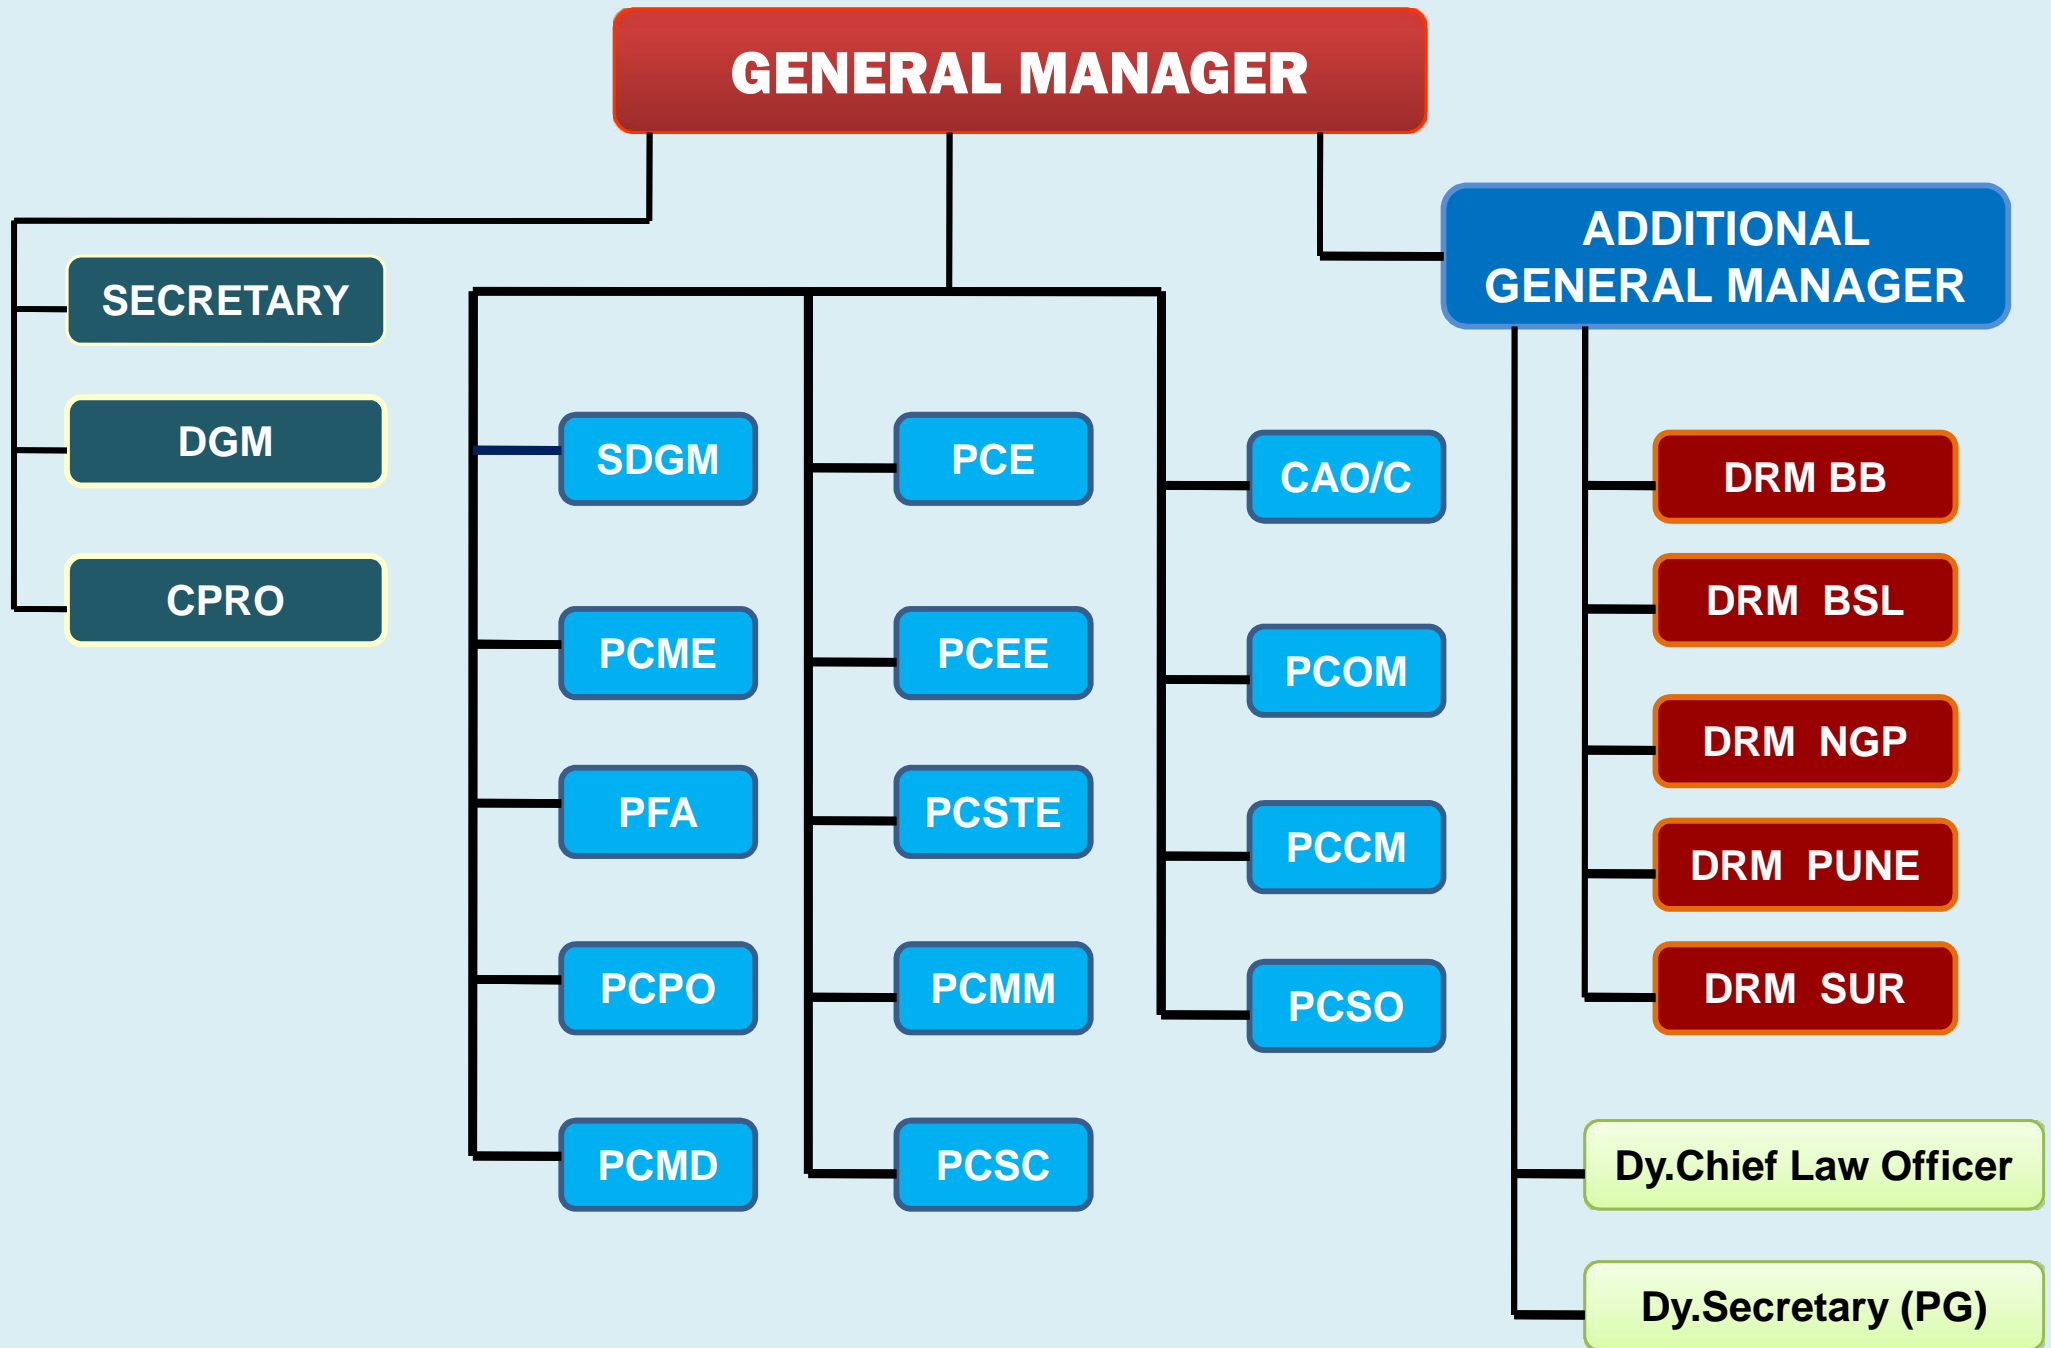 GENERAL MANAGER
ADDITIONAL
GENERAL MANAGER
SECRETARY
DGM
CPRO
SDGM
PCME
PFA
PCPO
PCMD
PCE
PCEE
PCSTE
PCMM
PCSC
CAO/C
PCOM
PCCM
PCSO
DRM BB
DRM BSL
DRM NGP
DRM PUNE
DRM SUR
Dy.Chief Law Officer
Dy.Secretary (PG)